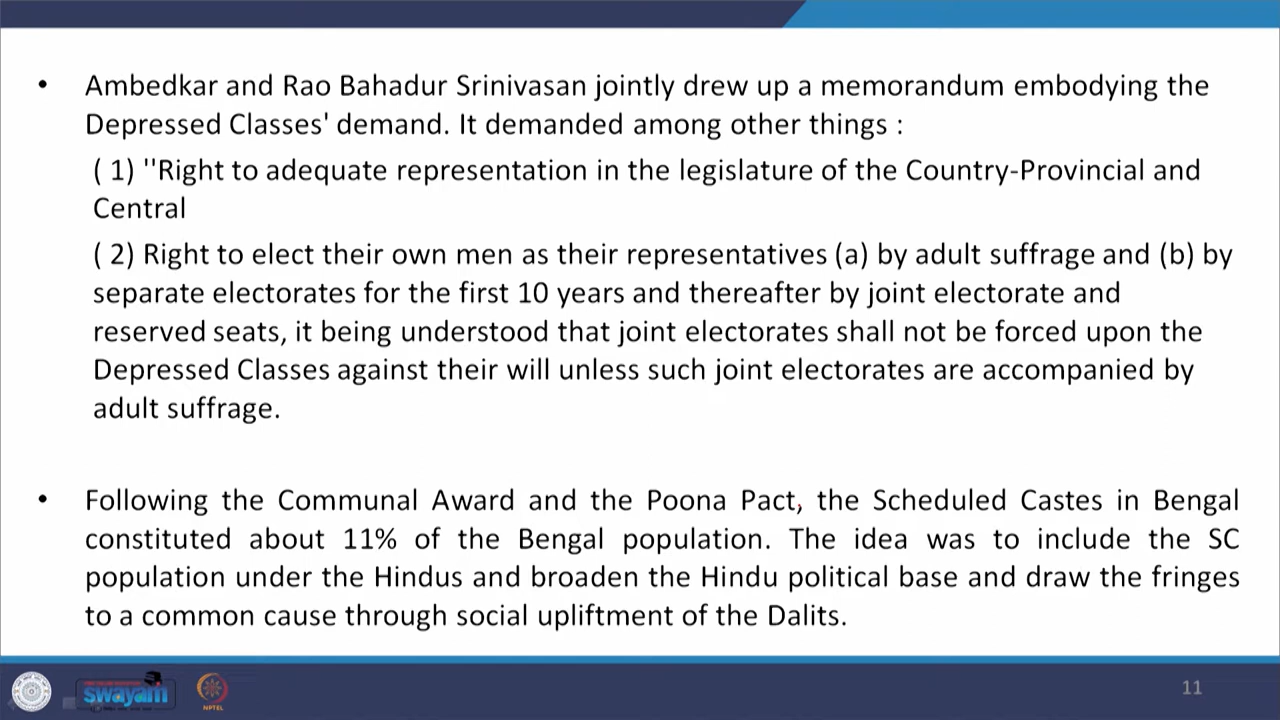 • Ambedkar and Rao Bahadur Srinivasan jointly drew up a memorandum embodying the
Depressed Classes' demand. It demanded among other things :
( 1) ''Right to adequate representation in the legislature of the Country-Provincial and
Central
( 2) Right to elect their own men as their representatives (a) by adult suffrage and (b) by
separate electorates for the first 10 years and thereafter by joint electorate and
reserved seats, it being understood that joint electorates shall not be forced upon the
Depressed Classes against their will unless such joint electorates are accompanied by
adult suffrage.
• Following the Communal Award and the Poona Pact, the Scheduled Castes in Bengal
constituted about 11% of the Bengal population. The idea was to include the SC
population under the Hindus and broaden the Hindu political base and draw the fringes
to a common cause through social upliftment of the Dalits.
swayam
NPTEL
11